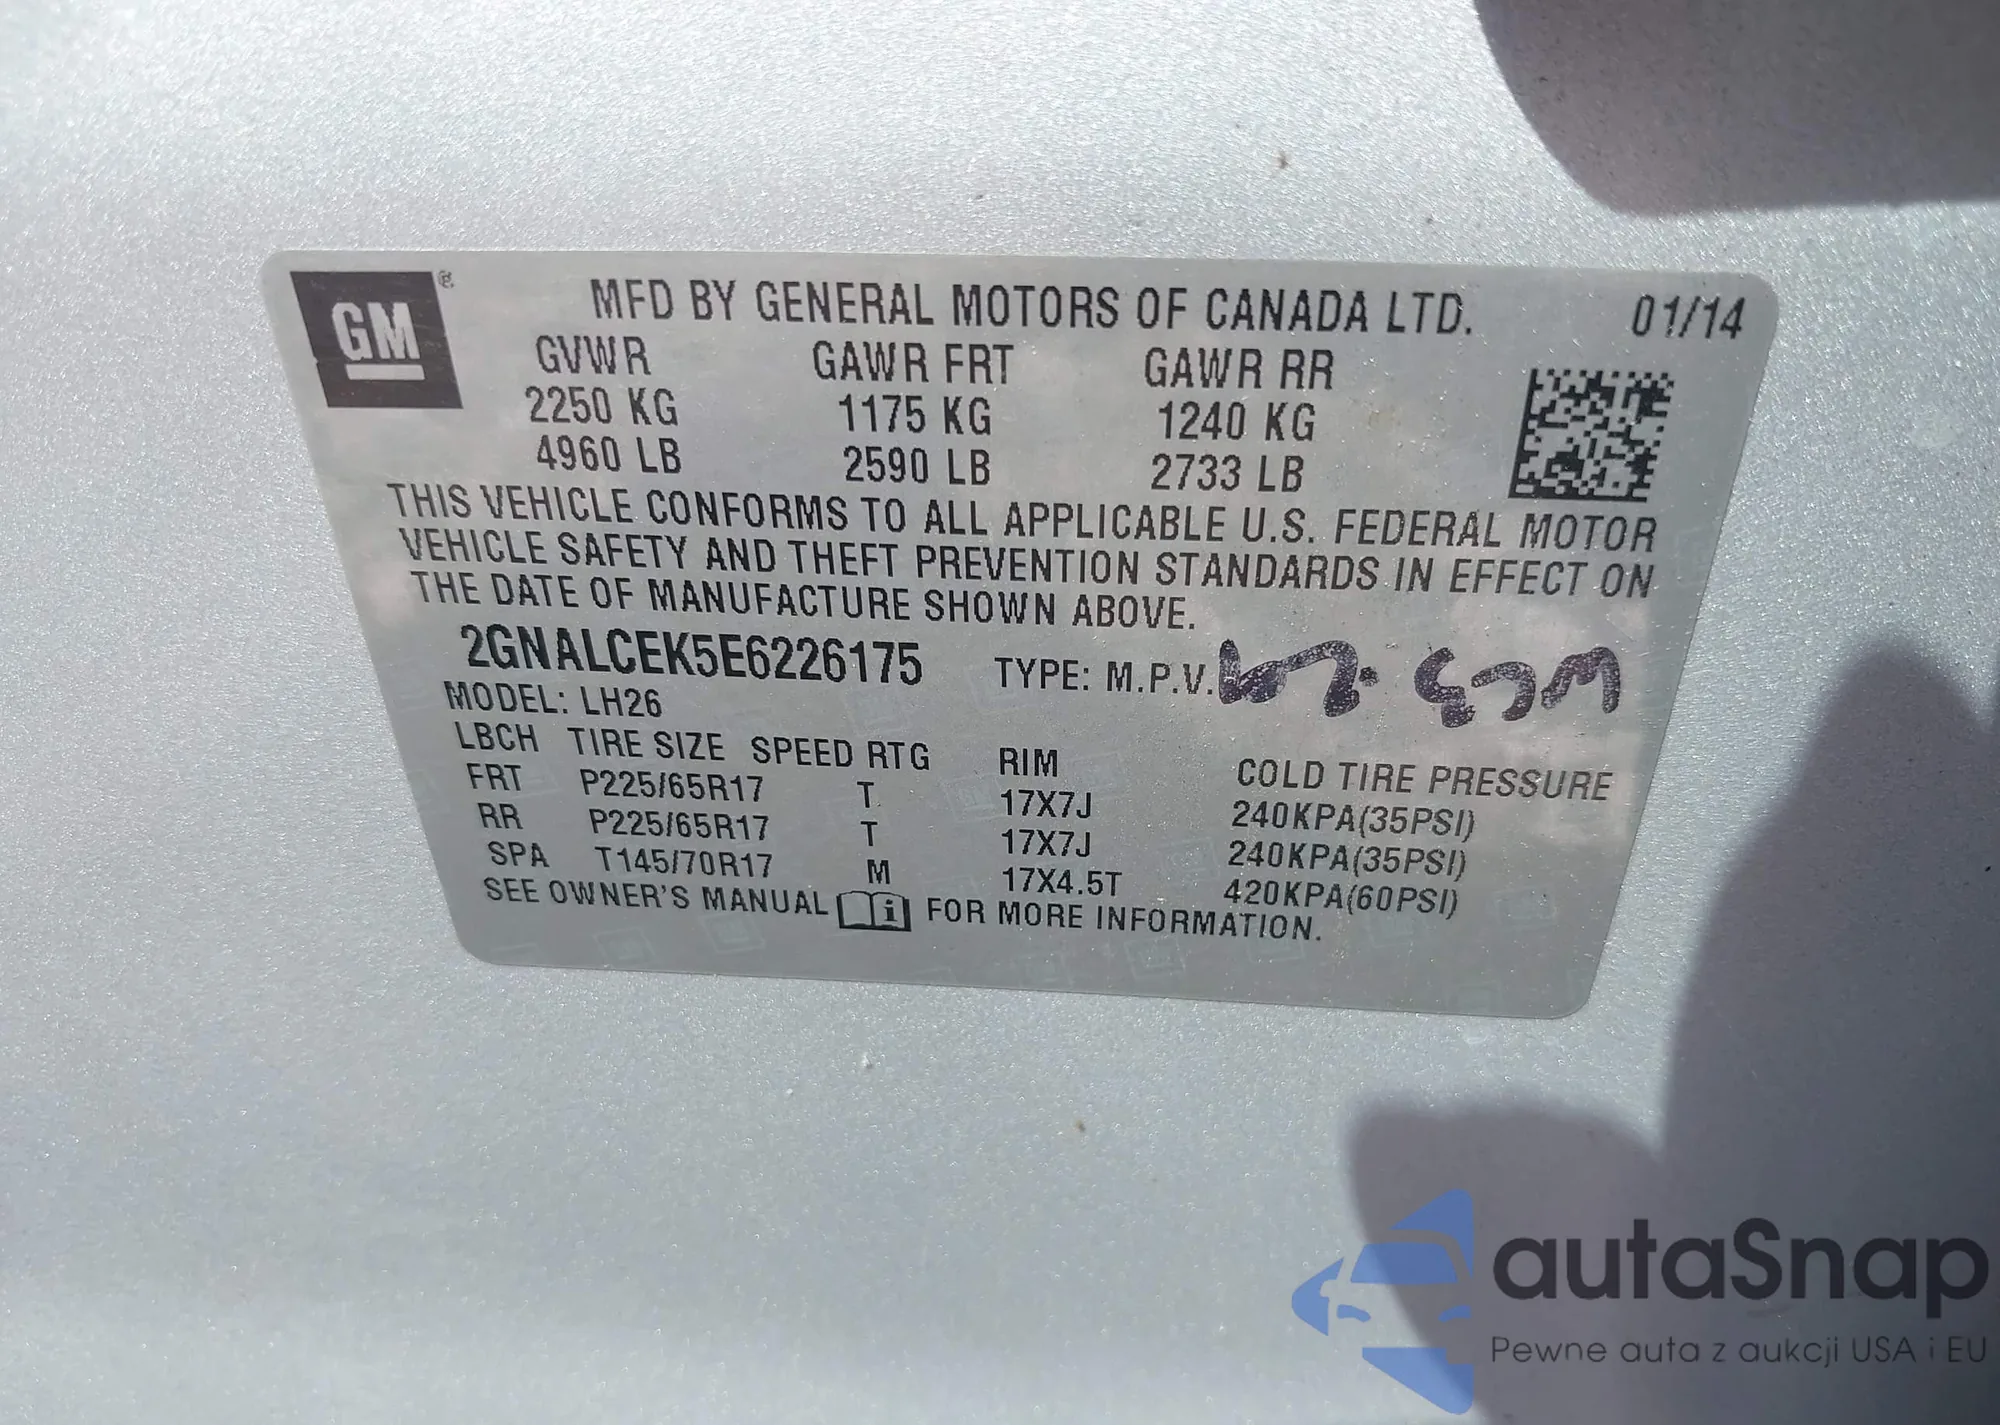 GM ® MFD BY GENERAL MOTORS OF CANADA LTD. 01/14
GVWR GAWR FRT GAWR RR
2250 KG 1175 KG 1240 KG
4960 LB 2590 LB 2733 LB
THIS VEHICLE CONFORMS TO ALL APPLICABLE U.S. FEDERAL MOTOR
VEHICLE SAFETY AND THEFT PREVENTION STANDARDS IN EFFECT ON
THE DATE OF MANUFACTURE SHOWN ABOVE.
2GNALCEK5E6226175 TYPE: M.P.V.
MODEL: LH26
LBCH TIRE SIZE SPEED RTG RIM COLD TIRE PRESSURE
FRT P225/65R17 T 17X7J 240KPA(35PSI)
RR P225/65R17 T 17X7J 240KPA(35PSI)
SPA T145/70R17 M 17X4.5T 420KPA(60PSI)
SEE OWNER'S MANUAL i FOR MORE INFORMATION.
autaSnap
Pewne auta z aukcji USA i EU